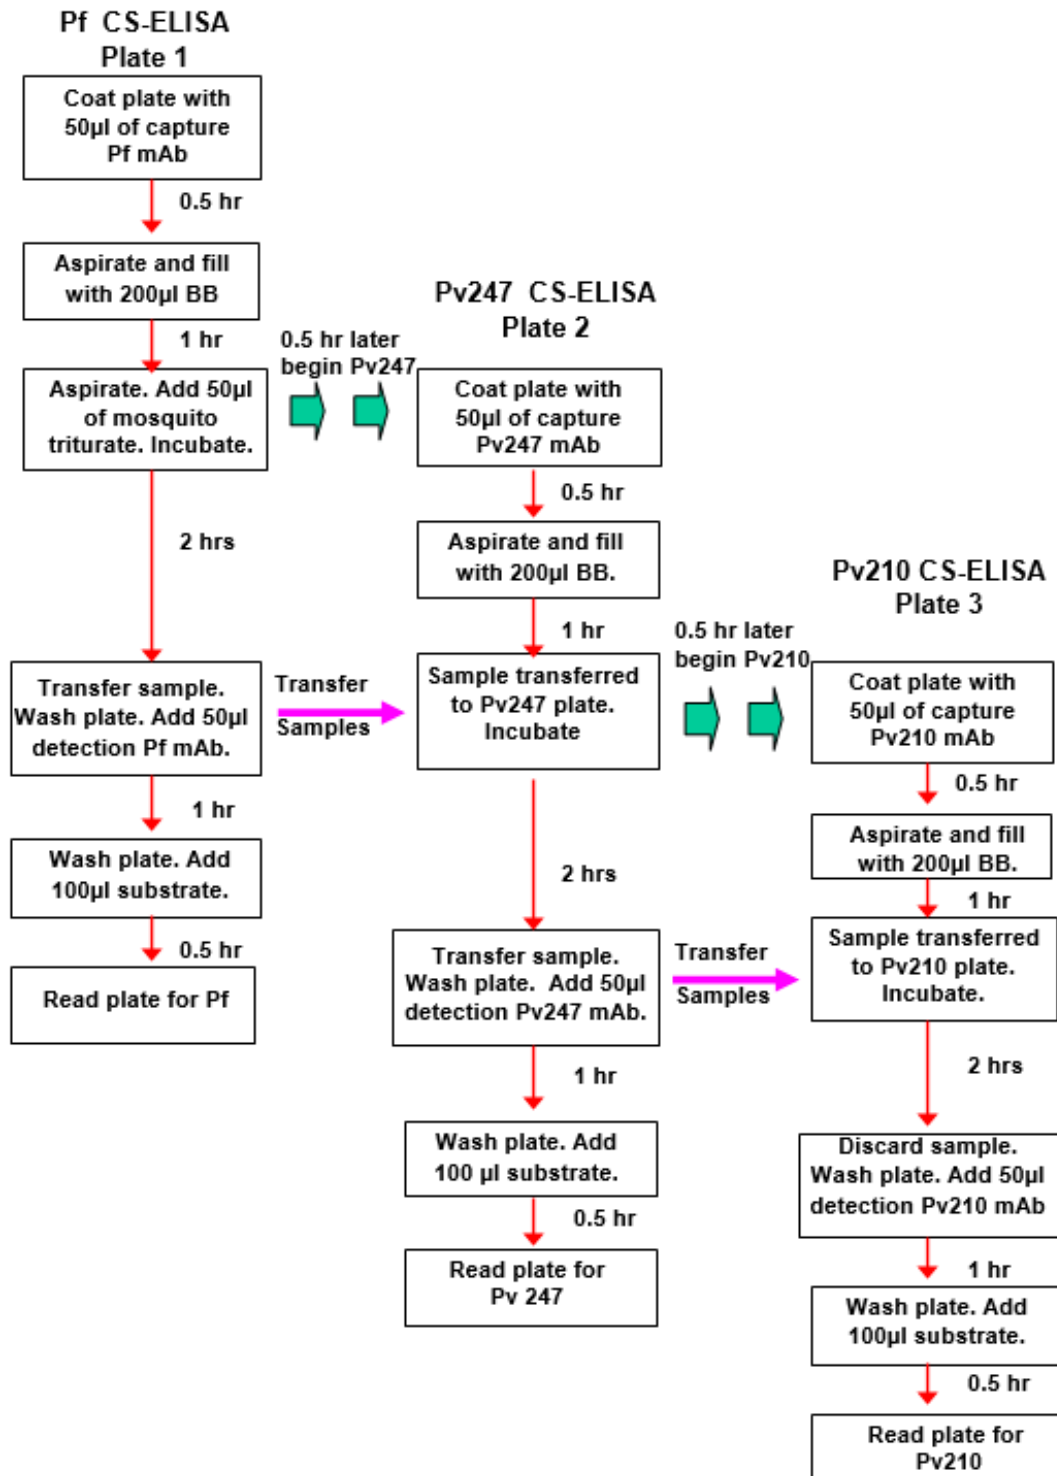 Pf CS-ELISA
Plate 1
Coat plate with
50µl of capture
Pf mAb
0.5 hr
Aspirate and fill
with 200µl BB
1 hr
Aspirate. Add 50µl
of mosquito
triturate. Incubate.
2 hrs
Transfer sample.
Wash plate. Add 50µl
detection Pf mAb.
1 hr
Wash plate. Add
100µl substrate.
0.5 hr
Read plate for Pf
0.5 hr later
begin Pv247
Transfer
Samples
Pv247 CS-ELISA
Plate 2
Coat plate with
50µl of capture
Pv247 mAb
0.5 hr
Aspirate and fill
with 200µl BB.
1 hr
Sample transferred
to Pv247 plate.
Incubate
2 hrs
Transfer sample.
Wash plate. Add 50µl
detection Pv247 mAb.
1 hr
Wash plate. Add
100 µl substrate.
0.5 hr
Read plate for
Pv 247
0.5 hr later
begin Pv210
Transfer
Samples
Pv210 CS-ELISA
Plate 3
Coat plate with
50µl of capture
Pv210 mAb
0.5 hr
Aspirate and fill
with 200µl BB.
1 hr
Sample transferred
to Pv210 plate.
Incubate.
2 hrs
Discard sample.
Wash plate. Add 50µl
detection Pv210 mAb
1 hr
Wash plate. Add
100µl substrate.
0.5 hr
Read plate for
Pv210